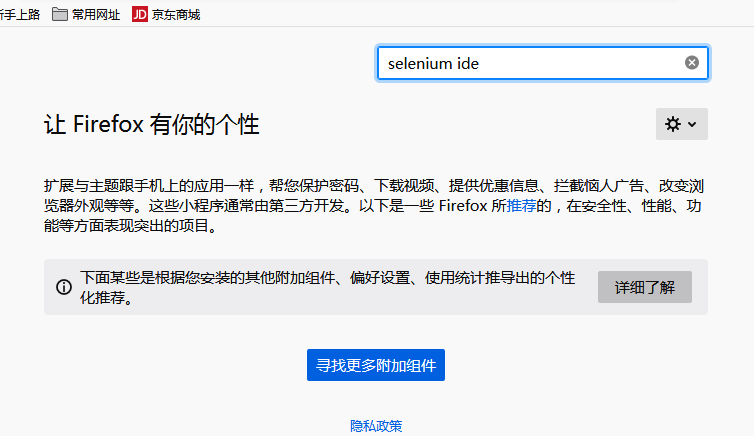 手上路 常用网址 JD 京东商城
selenium ide
让 Firefox 有你的个性
扩展与主题跟手机上的应用一样，帮您保护密码、下载视频、提供优惠信息、拦截恼人广告、改变浏
览器外观等等。这些小程序通常由第三方开发。以下是一些 Firefox 所推荐的，在安全性、性能、功
能等方面表现突出的项目。
下面某些是根据您安装的其他附加组件、偏好设置、使用统计推导出的个性
化推荐。
详细了解
寻找更多附加组件
隐私政策